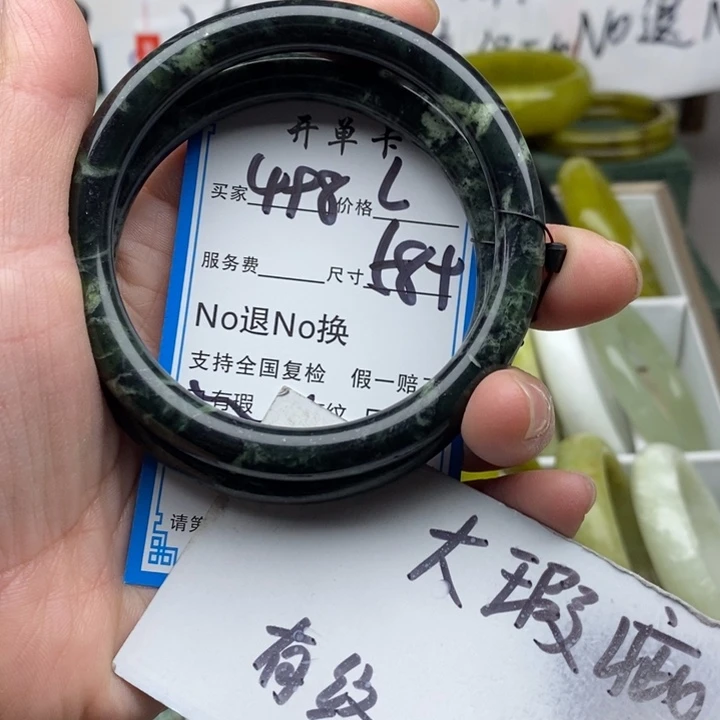 No退
开单卡
买家 498 价格 L
服务费 尺寸 184
No退No换
支持全国复检 假一赔
有瑕 纹
请第
大瑕疵
有纹